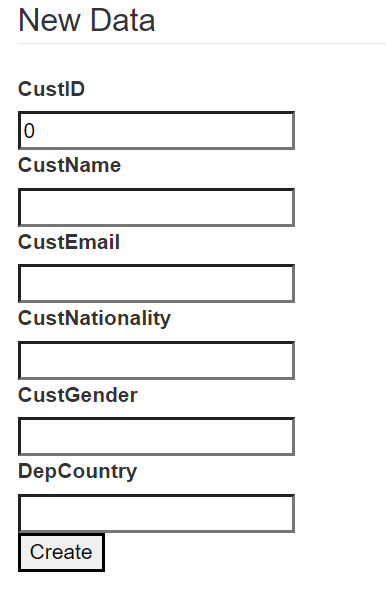 New Data
CustID
0
CustName
CustEmail
CustNationality
CustGender
DepCountry
Create